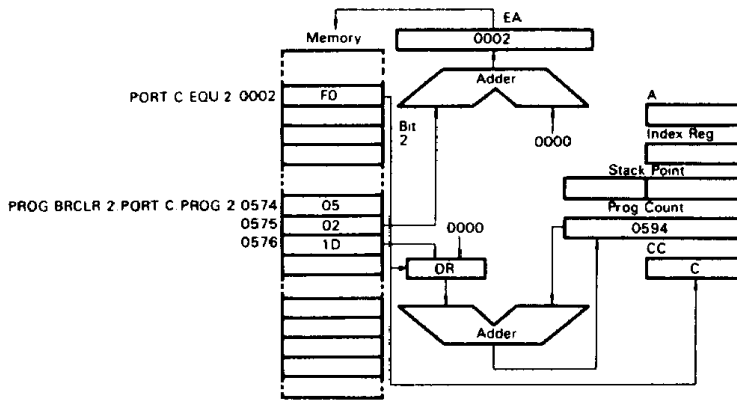 EA
Memory
0002
Adder
PORT C EQU 2 0002
F0
A
Bit
2
0000
Index Reg
Stack Point
PROG BRCLR 2. PORT C. PROG 2 0574
05
Prog Count
0575
02
0000
0594
0576
1D
CC
OR
C
Adder